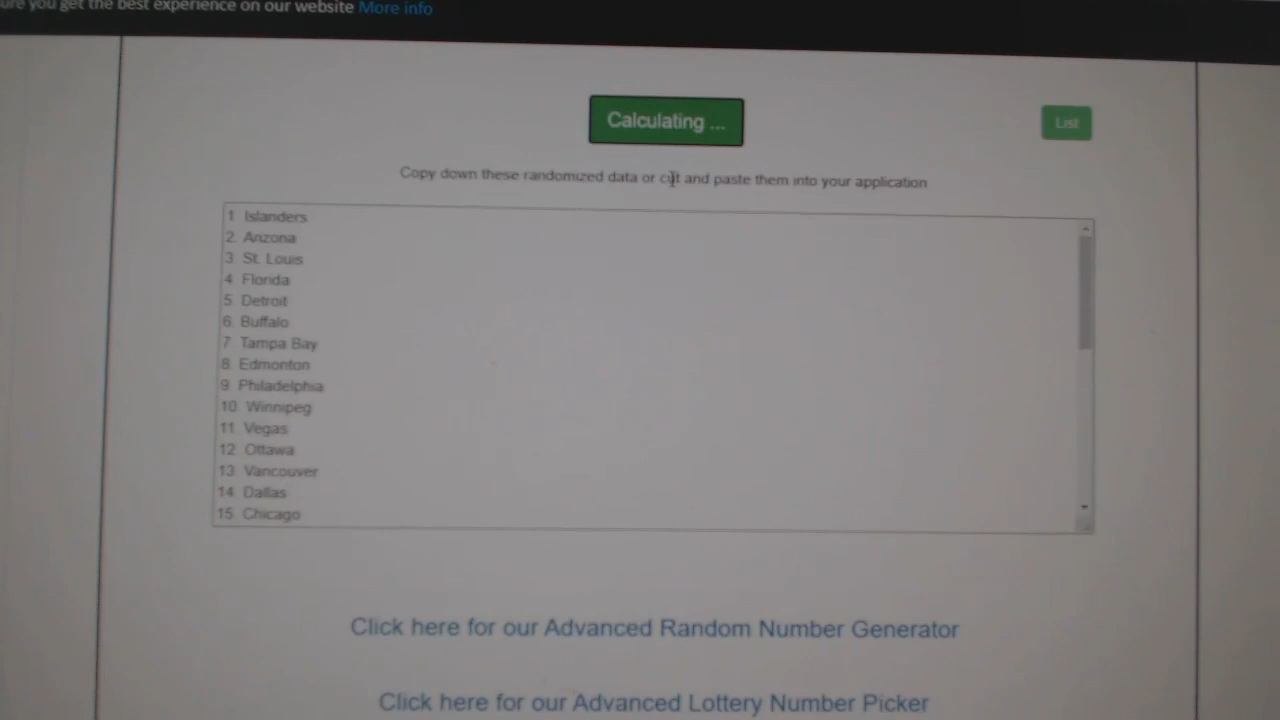 ure you get the best experience on our website More info
Calculating ...
List
Copy down these randomized data or cut and paste them into your application
1 Islanders
2. Arizona
3 St. Louis
4 Florida
5 Detroit
6. Buffalo
7 Tampa Bay
8. Edmonton
9. Philadelphia
10 Winnipeg
11 Vegas
12 Ottawa
13 Vancouver
14 Dallas
15 Chicago
Click here for our Advanced Random Number Generator
Click here for our Advanced Lottery Number Picker